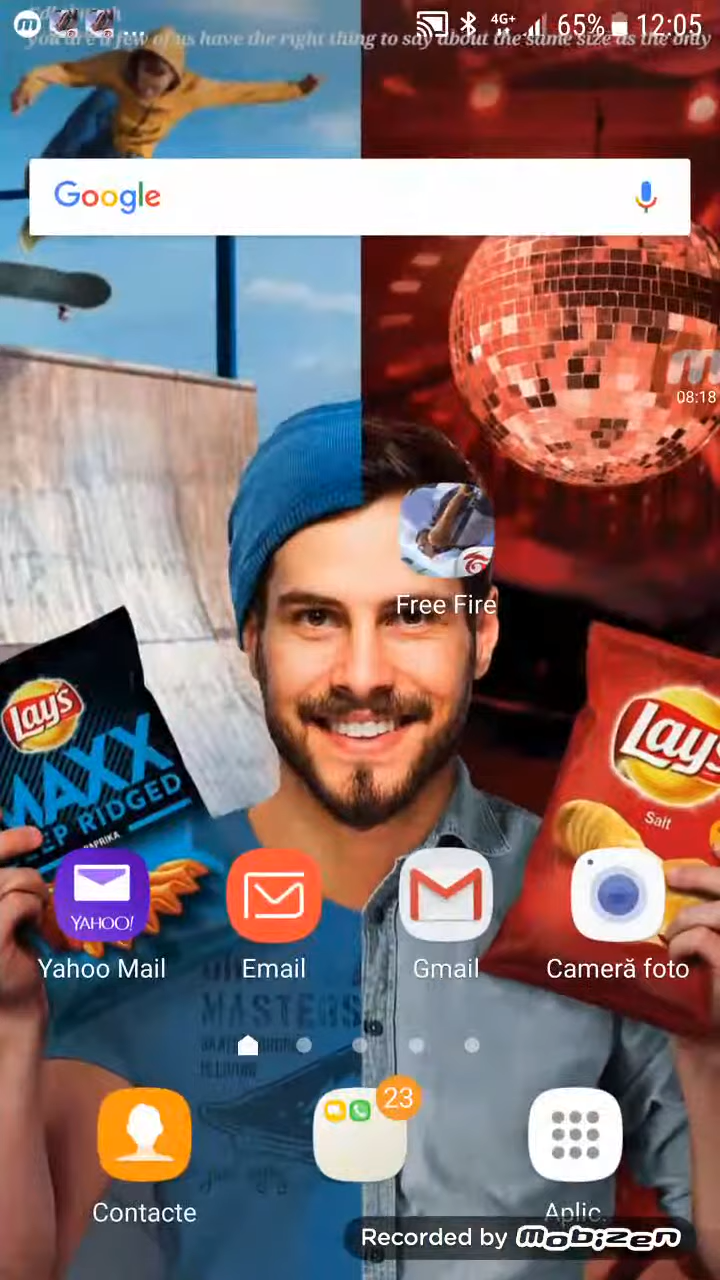 4G+ 65% 12:05
you are a few of us have the right thing to say about the same size as the only
Google
08:18
Free Fire
Lay's
MAXX
DEEP RIDGED
PAPRIKA
Lay's
Salt
YAHOO!
Yahoo Mail
Email
Gmail
Cameră foto
MASTERS
23
Contacte
Aplic.
Recorded by mobizen